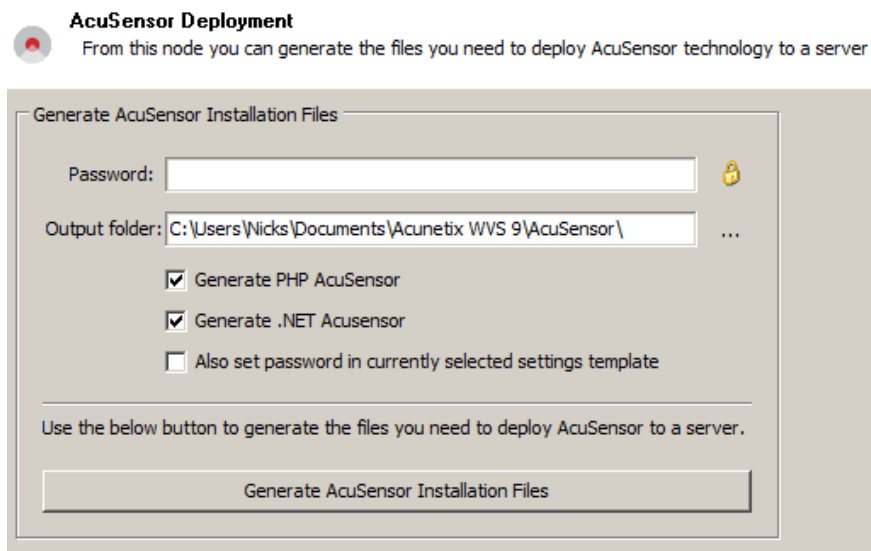 AcuSensor Deployment
From this node you can generate the files you need to deploy AcuSensor technology to a server
Generate AcuSensor Installation Files
Password:
Output folder: C:\Users\Nicks\Documents\Acunetix WVS 9\AcuSensor\ ...
Generate PHP AcuSensor
Generate .NET Acusensor
Also set password in currently selected settings template
Use the below button to generate the files you need to deploy AcuSensor to a server.
Generate AcuSensor Installation Files